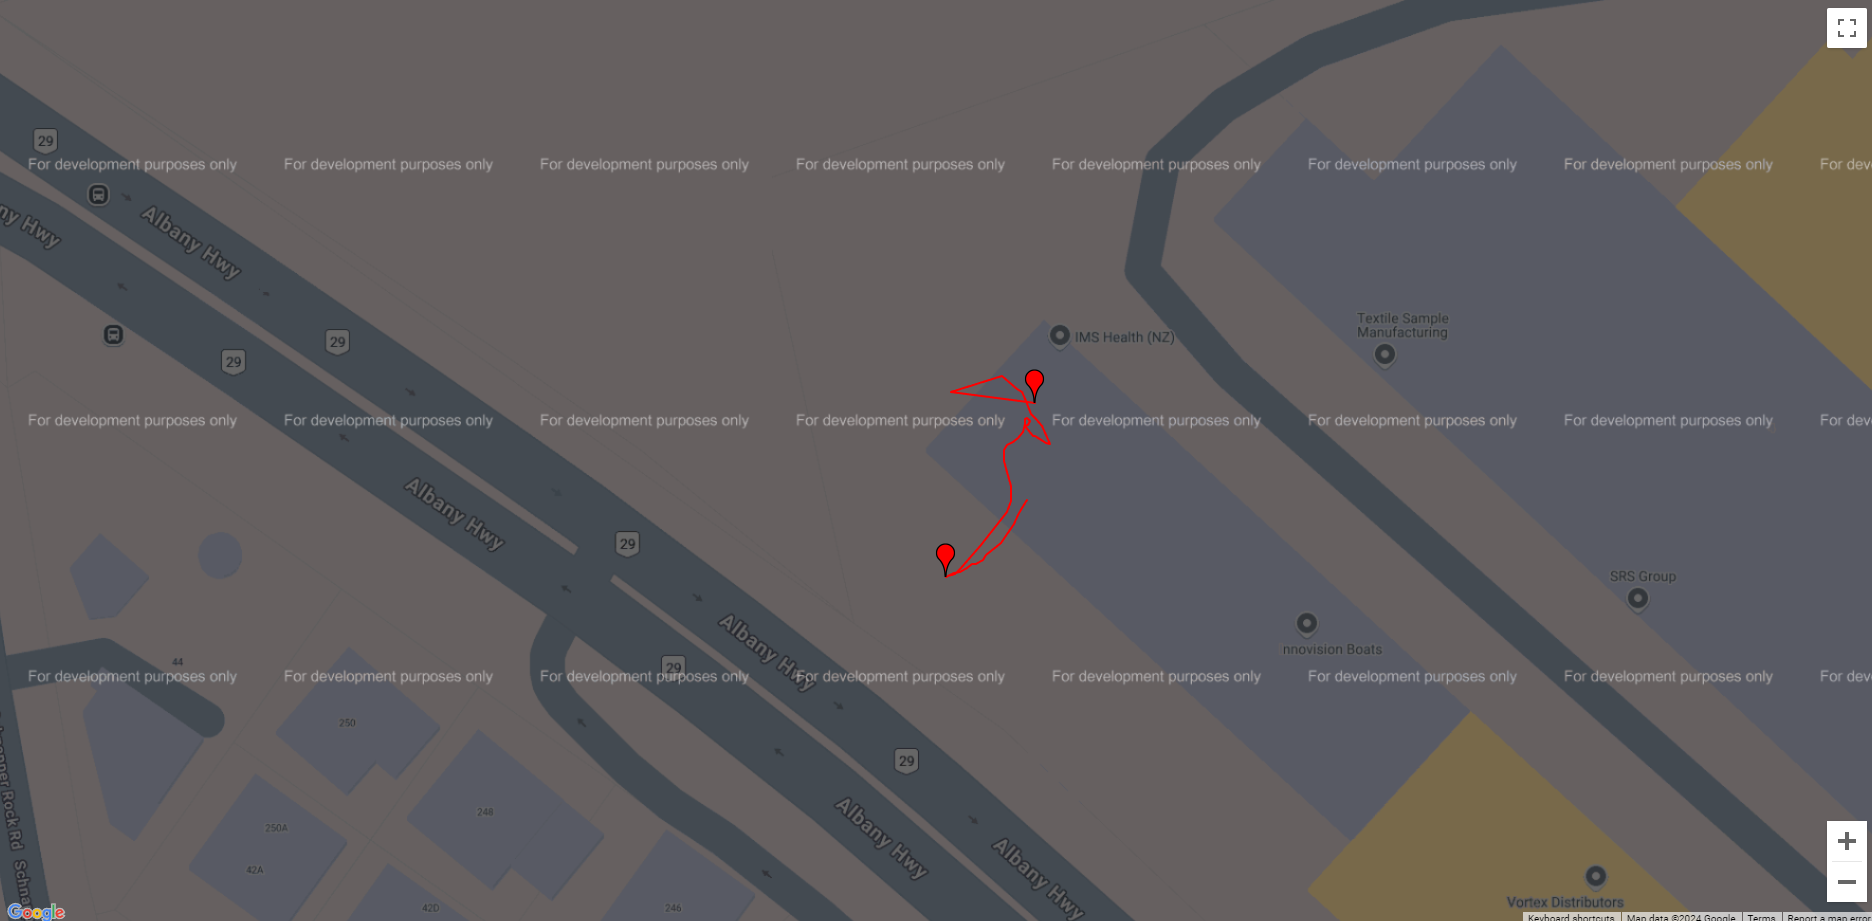 29
For development purposes only For development purposes only For development purposes only For development purposes only For development purposes only For development purposes only For development purposes only For dev
Albany Hwy
ny Hwy
29
29
Textile Sample
Manufacturing
IMS Health (NZ)
For development purposes only For development purposes only For development purposes only For development purposes only For development purposes only For development purposes only For development purposes only For dev
Albany Hwy
29
SRS Group
Albany Hwy
nnovision Boats
44
29
For development purposes only For development purposes only For development purposes only For development purposes only For development purposes only For development purposes only For development purposes only For dev
250
29
248
250A
Albany Hwy
Albany Hwy
Rock Rd
Schna
42A
42D
246
Vortex Distributors
Google
Keyboard shortcuts Map data ©2024 Google Terms Report a map error